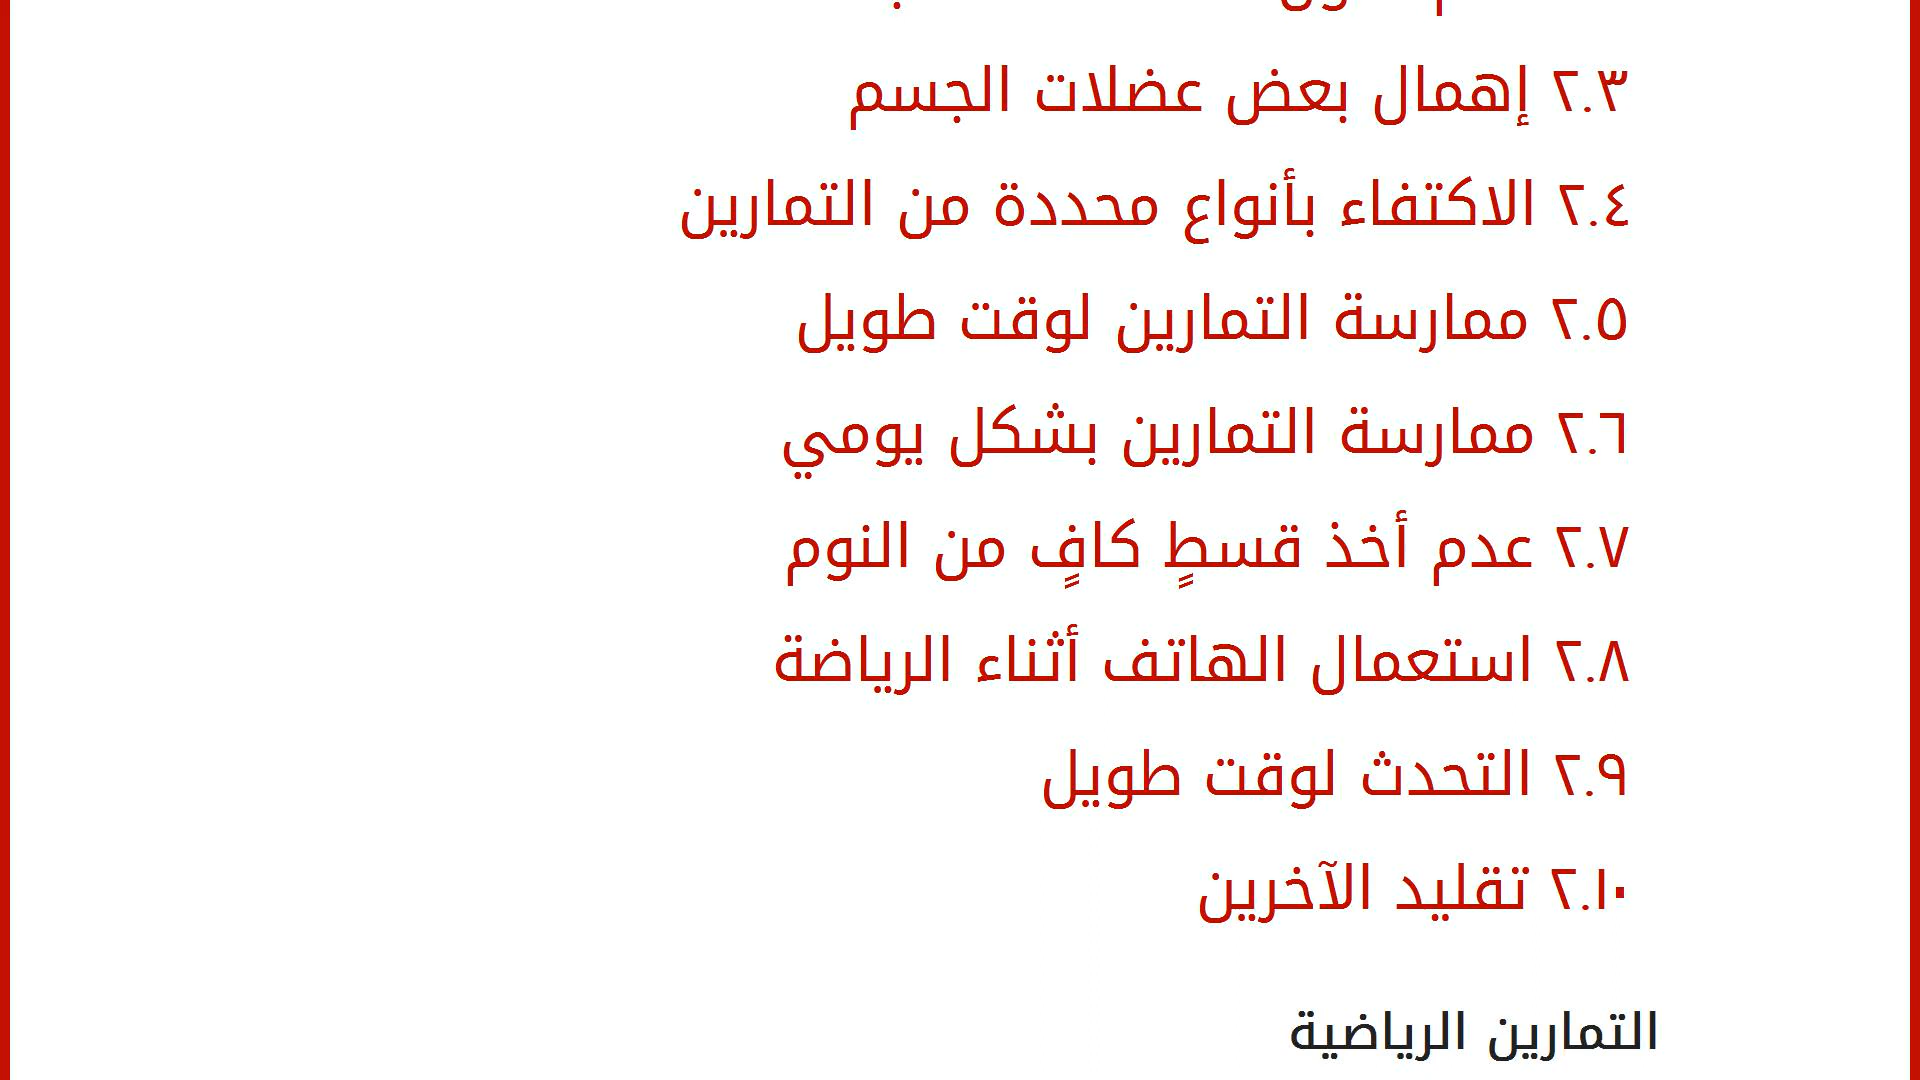 ٢.٣ إهمال بعض عضلات الجسم
٢.٤ الاكتفاء بأنواع محددة من التمارين
٢.٥ ممارسة التمارين لوقت طويل
٢.٦ ممارسة التمارين بشكل يومي
٢.٧ عدم أخذ قسطٍ كافٍ من النوم
٢.٨ استعمال الهاتف أثناء الرياضة
٢.٩ التحدث لوقت طويل
٢.١٠ تقليد الآخرين
التمارين الرياضية